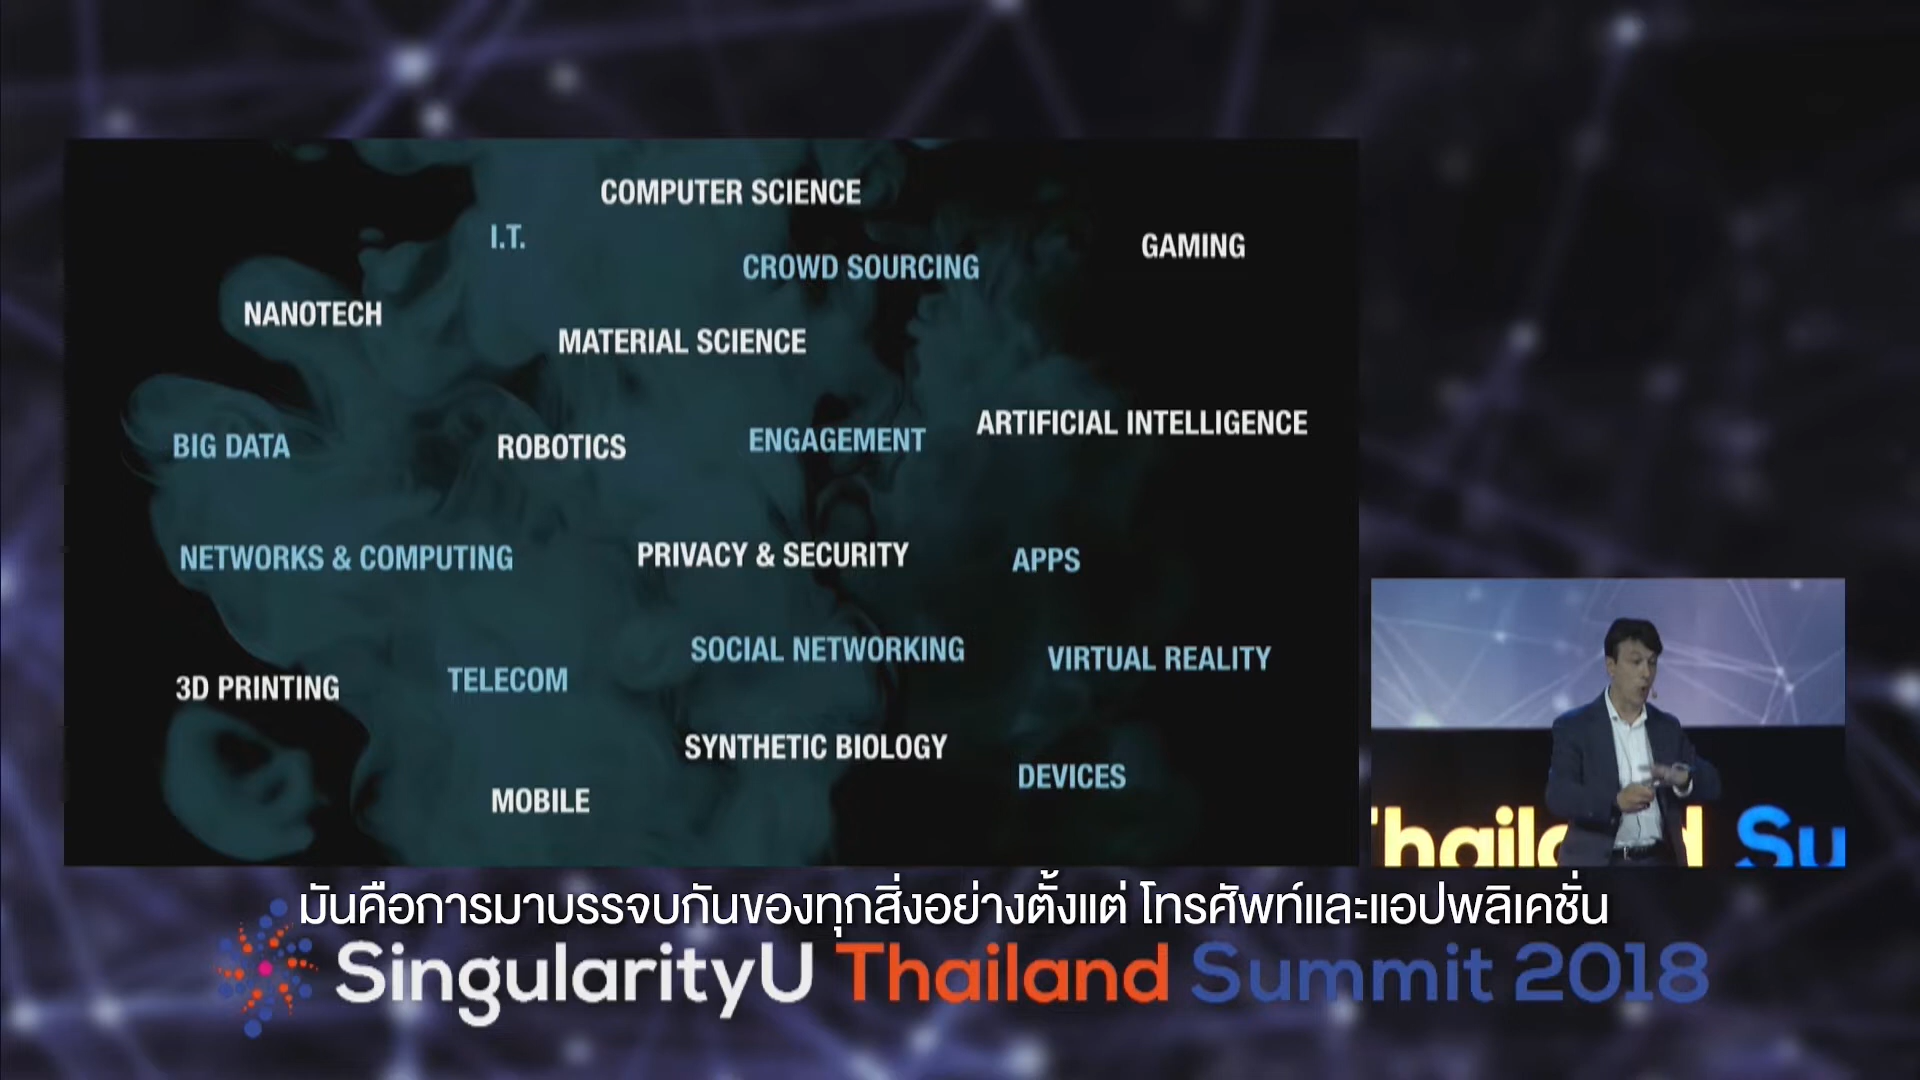 COMPUTER SCIENCE
I.T.
GAMING
CROWD SOURCING
NANOTECH
MATERIAL SCIENCE
ARTIFICIAL INTELLIGENCE
BIG DATA
ROBOTICS
ENGAGEMENT
NETWORKS & COMPUTING
PRIVACY & SECURITY
APPS
SOCIAL NETWORKING
VIRTUAL REALITY
3D PRINTING
TELECOM
SYNTHETIC BIOLOGY
DEVICES
MOBILE
Thailand Su
มันคือการมาบรรจบกันของทุกสิ่งอย่างตั้งแต่ โทรศัพท์และแอปพลิเคชั่น
SingularityU Thailand Summit 2018